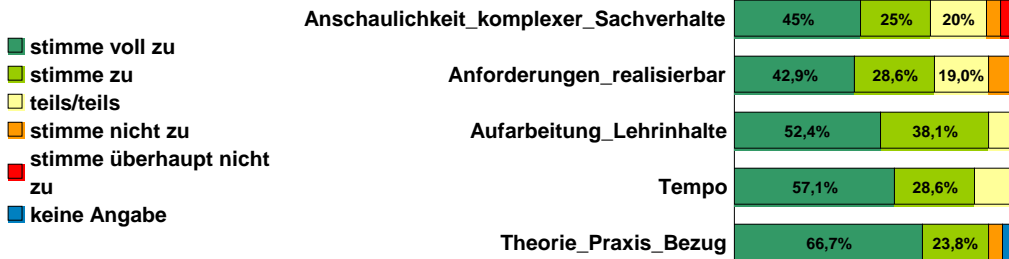 stimme voll zu
stimme zu
teils/teils
stimme nicht zu
stimme überhaupt nicht
zu
keine Angabe
Anschaulichkeit_komplexer_Sachverhalte 45% 25% 20%
Anforderungen_realisierbar 42,9% 28,6% 19,0%
Aufarbeitung_Lehrinhalte 52,4% 38,1%
Tempo 57,1% 28,6%
Theorie_Praxis_Bezug 66,7% 23,8%